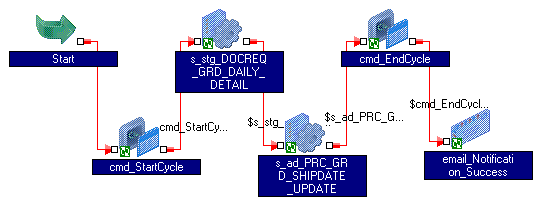 Start
s_stg_DOCREQ
_GRD_DAILY_
DETAIL
cmd_EndCycle
cmd_StartCy...
$s_stg_...
$s_ad_PRC_G...
$cmd_EndCycl...
cmd_StartCycle
s_ad_PRC_GR
D_SHIPDATE
_UPDATE
email_Notificati
on_Success